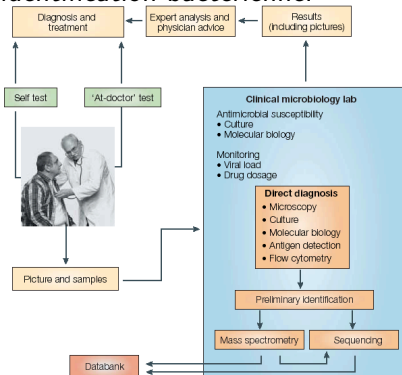 identification bactérienne:
Diagnosis and
treatment
Expert analysis and
physician advice
Results
(including pictures)
Self test
'At-doctor' test
Clinical microbiology lab
Antimicrobial susceptibility
• Culture
• Molecular biology
Monitoring
• Viral load
• Drug dosage
Direct diagnosis
• Microscopy
• Culture
• Molecular biology
• Antigen detection
• Flow cytometry
Picture and samples
Preliminary identification
Mass spectrometry
Sequencing
Databank